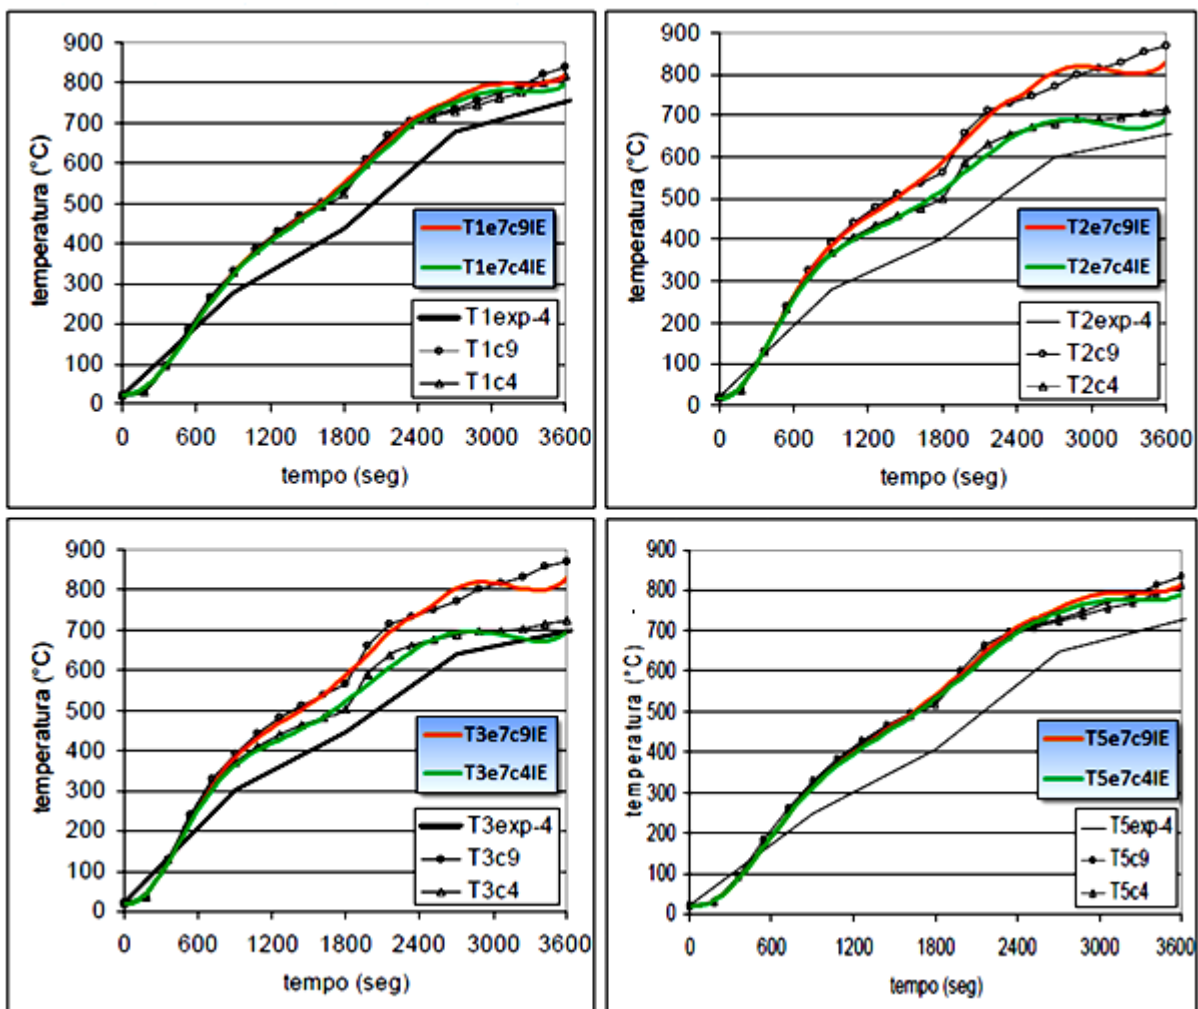 900
800
700
600
500
400
300
200
100
0
temperatura (°C)
0 600 1200 1800 2400 3000 3600
tempo (seg)
T1e7c9IE
T1e7c4IE
T1exp-4
T1c9
T1c4
900
800
700
600
500
400
300
200
100
0
temperatura (°C)
0 600 1200 1800 2400 3000 3600
tempo (seg)
T2e7c9IE
T2e7c4IE
T2exp-4
T2c9
T2c4
900
800
700
600
500
400
300
200
100
0
temperatura (°C)
0 600 1200 1800 2400 3000 3600
tempo (seg)
T3e7c9IE
T3e7c4IE
T3exp-4
T3c9
T3c4
900
800
700
600
500
400
300
200
100
0
temperatura (°C)
0 600 1200 1800 2400 3000 3600
tempo (seg)
T5e7c9IE
T5e7c4IE
T5exp-4
T5c9
T5c4